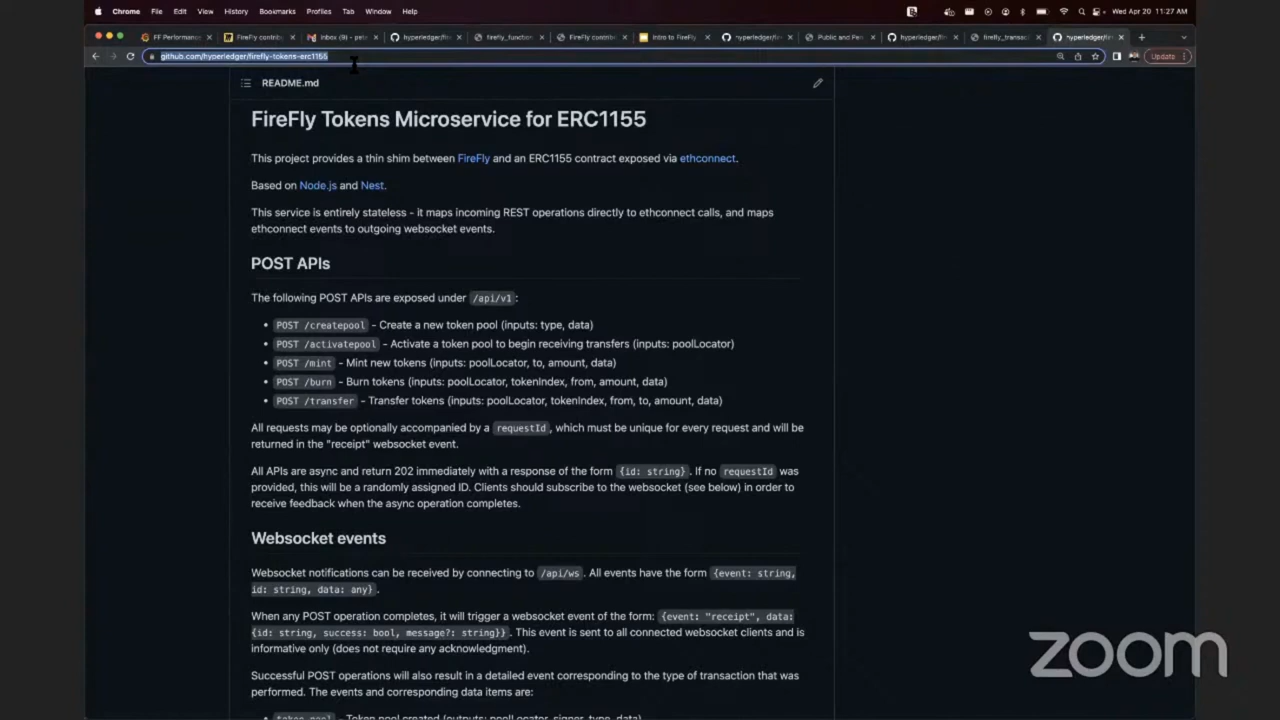 Chrome File Edit View History Bookmarks Profiles Tab Window Help Wed Apr 20 11:27 AM
FF Performance FireFly contrib Inbox (9) - pet hyperledger/fire firefly_function FireFly contrib Intro to FireFly hyperledger/fir Public and Per hyperledger/fir firefly_transac hyperledger/fir
github.com/hyperledger/firefly-tokens-erc1155 Update
README.md
FireFly Tokens Microservice for ERC1155
This project provides a thin shim between FireFly and an ERC1155 contract exposed via ethconnect.
Based on Node.js and Nest.
This service is entirely stateless - it maps incoming REST operations directly to ethconnect calls, and maps
ethconnect events to outgoing websocket events.
POST APIs
The following POST APIs are exposed under /api/v1:
• POST /createpool - Create a new token pool (inputs: type, data)
• POST /activatepool - Activate a token pool to begin receiving transfers (inputs: poolLocator)
• POST /mint - Mint new tokens (inputs: poolLocator, to, amount, data)
• POST /burn - Burn tokens (inputs: poolLocator, tokenIndex, from, amount, data)
• POST /transfer - Transfer tokens (inputs: poolLocator, tokenIndex, from, to, amount, data)
All requests may be optionally accompanied by a requestId, which must be unique for every request and will be
returned in the "receipt" websocket event.
All APIs are async and return 202 immediately with a response of the form {id: string}. If no requestId was
provided, this will be a randomly assigned ID. Clients should subscribe to the websocket (see below) in order to
receive feedback when the async operation completes.
Websocket events
Websocket notifications can be received by connecting to /api/ws. All events have the form {event: string,
id: string, data: any}.
When any POST operation completes, it will trigger a websocket event of the form: {event: "receipt", data:
{id: string, success: bool, message?: string}}. This event is sent to all connected websocket clients and is
informative only (does not require any acknowledgment).
Successful POST operations will also result in a detailed event corresponding to the type of transaction that was
performed. The events and corresponding data items are:
• token-pool - Token pool created (outputs: poolLocator, signer, type, data)
zoom